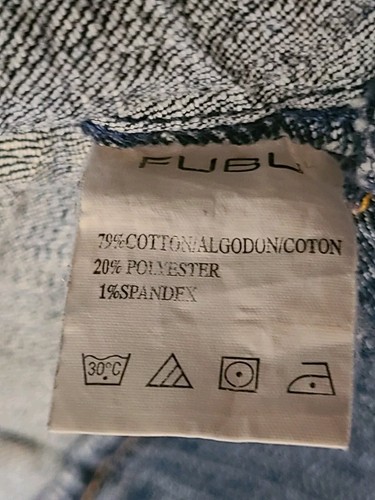 FUBU
79%COTTON/ALGODON/COTON
20% POLYESTER
1%SPANDEX
30°C